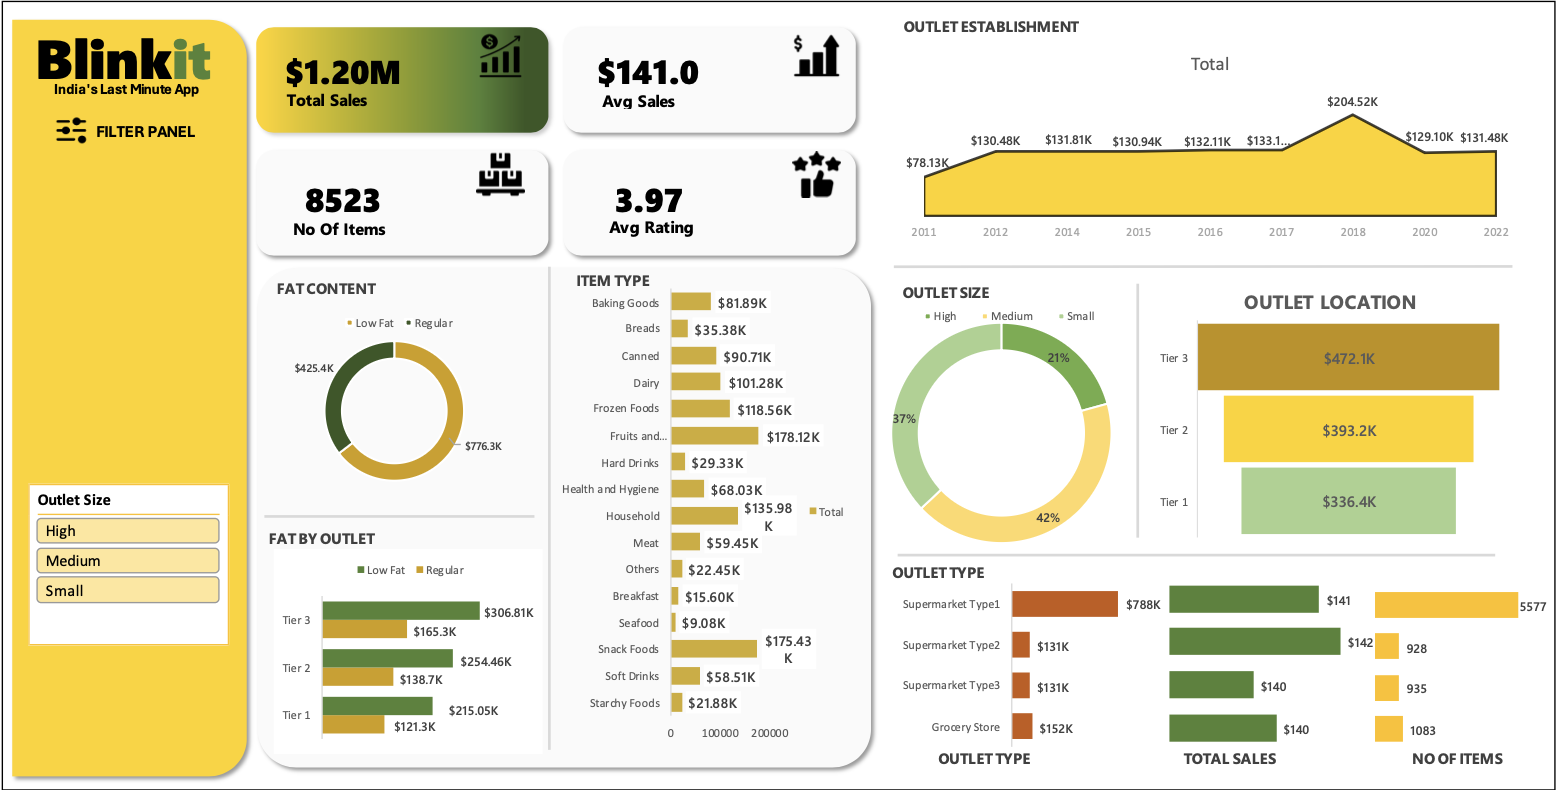 Blinkit
India's Last Minute App
FILTER PANEL
Outlet Size
High
Medium
Small
$1.20M
Total Sales
$
$141.0
Avg Sales
$
8523
No Of Items
3.97
Avg Rating
FAT CONTENT
Low Fat Regular
$425.4K
$776.3K
FAT BY OUTLET
Low Fat Regular
Tier 3 $306.81K
$165.3K
Tier 2 $254.46K
$138.7K
Tier 1 $215.05K
$121.3K
ITEM TYPE
Baking Goods $81.89K
Breads $35.38K
Canned $90.71K
Dairy $101.28K
Frozen Foods $118.56K
Fruits and... $178.12K
Hard Drinks $29.33K
Health and Hygiene $68.03K
Household $135.98
K
Total
Meat $59.45K
Others $22.45K
Breakfast $15.60K
Seafood $9.08K
Snack Foods $175.43
K
Soft Drinks $58.51K
Starchy Foods $21.88K
0 100000 200000
OUTLET ESTABLISHMENT
Total
$78.13K $130.48K $131.81K $130.94K $132.11K $133.1... $204.52K $129.10K $131.48K
2011 2012 2014 2015 2016 2017 2018 2020 2022
OUTLET SIZE
High Medium Small
21%
37%
42%
OUTLET LOCATION
Tier 3 $472.1K
Tier 2 $393.2K
Tier 1 $336.4K
OUTLET TYPE
Supermarket Type1 $788K $141 5577
Supermarket Type2 $131K $142 928
Supermarket Type3 $131K $140 935
Grocery Store $152K $140 1083
OUTLET TYPE TOTAL SALES NO OF ITEMS